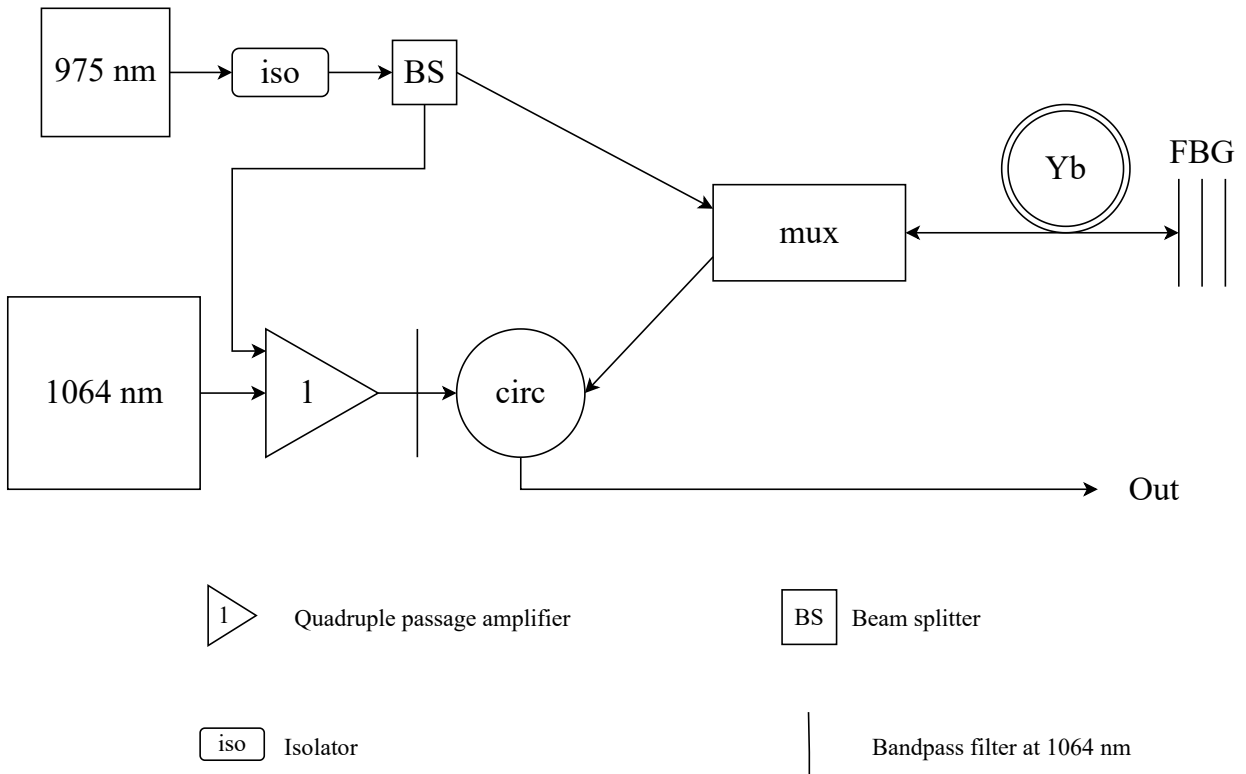 975 nm
iso
BS
Yb
FBG
mux
1064 nm
1
circ
Out
1
Quadruple passage amplifier
BS
Beam splitter
iso
Isolator
Bandpass filter at 1064 nm